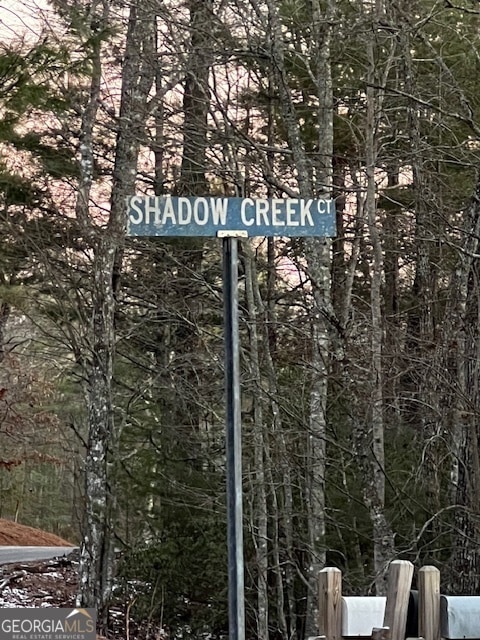 SHADOW CREEK CT
GEORGIAMLS
REAL ESTATE SERVICES